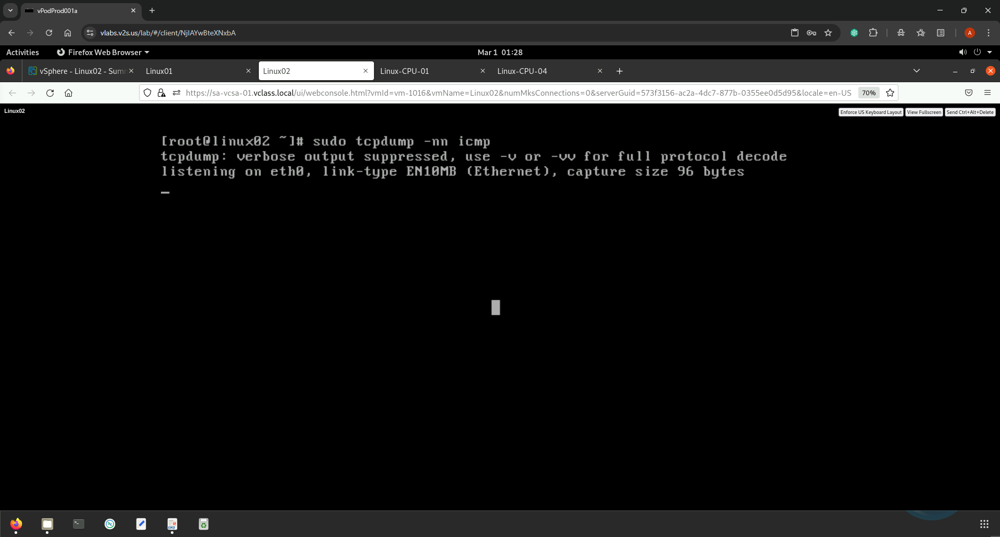 vPodProd001a
vlabs.v2s.us/lab/#/client/NjIAYwBteXNxbA
A
Activities
Firefox Web Browser
Mar 1 01:28
vSphere - Linux02 - Sum
Linux01
Linux02
Linux-CPU-01
Linux-CPU-04
https://sa-vcsa-01.vclass.local/ui/webconsole.html?vmId=vm-1016&vmName=Linux02&numMksConnections=0&serverGuid=573f3156-ac2a-4dc7-877b-0355ee0d5d95&locale=en-US
70%
Linux02
Enforce US Keyboard Layout
View Fullscreen
Send Ctrl+Alt+Delete
[root@linux02 ~]# sudo tcpdump -nn icmp
tcpdump: verbose output suppressed, use -v or -vv for full protocol decode
listening on eth0, link-type EN10MB (Ethernet), capture size 96 bytes